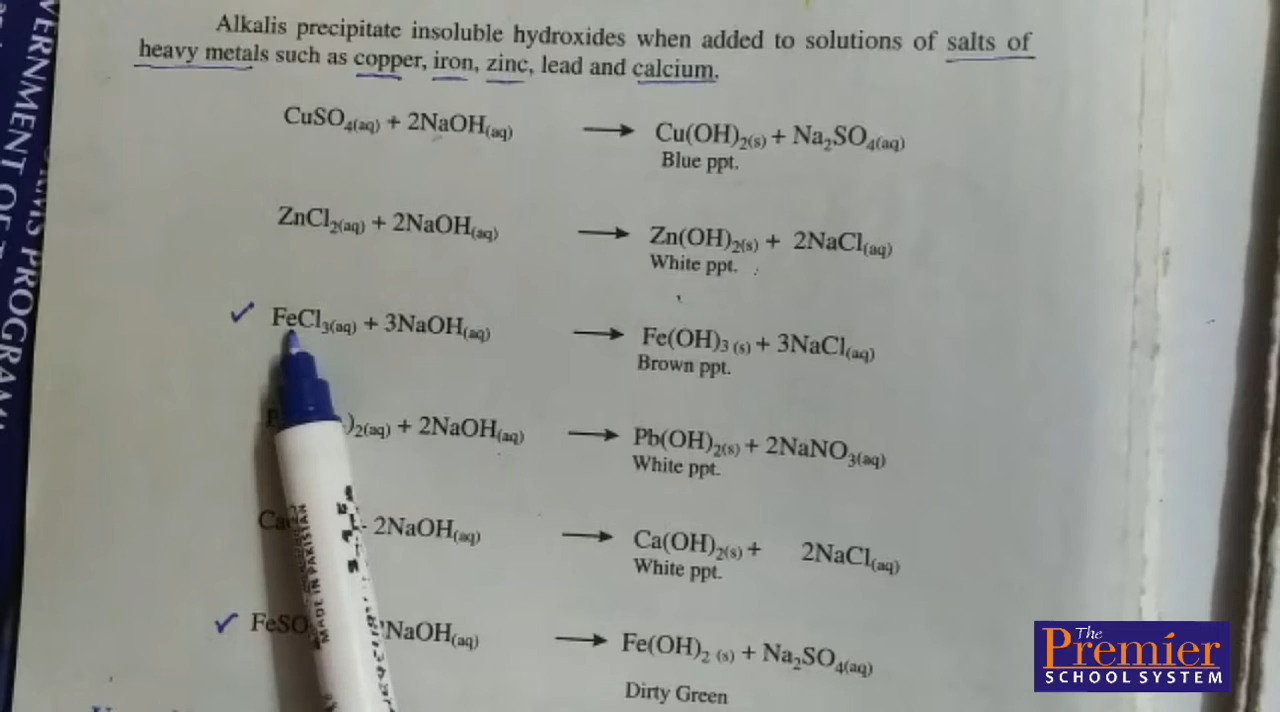 Alkalis precipitate insoluble hydroxides when added to solutions of salts of
heavy metals such as copper, iron, zinc, lead and calcium.
CuSO₄(aq) + 2NaOH(aq) → Cu(OH)₂(s) + Na₂SO₄(aq)
Blue ppt.
ZnCl₂(aq) + 2NaOH(aq) → Zn(OH)₂(s) + 2NaCl(aq)
White ppt.
FeCl₃(aq) + 3NaOH(aq) → Fe(OH)₃ (s) + 3NaCl(aq)
Brown ppt.
)₂(aq) + 2NaOH(aq) → Pb(OH)₂(s) + 2NaNO₃(aq)
White ppt.
2NaOH(aq) → Ca(OH)₂(s) + 2NaCl(aq)
White ppt.
FeSO NaOH(aq) → Fe(OH)₂ (s) + Na₂SO₄(aq)
Dirty Green
MADE IN PAKISTAN
The
Premier
SCHOOL SYSTEM